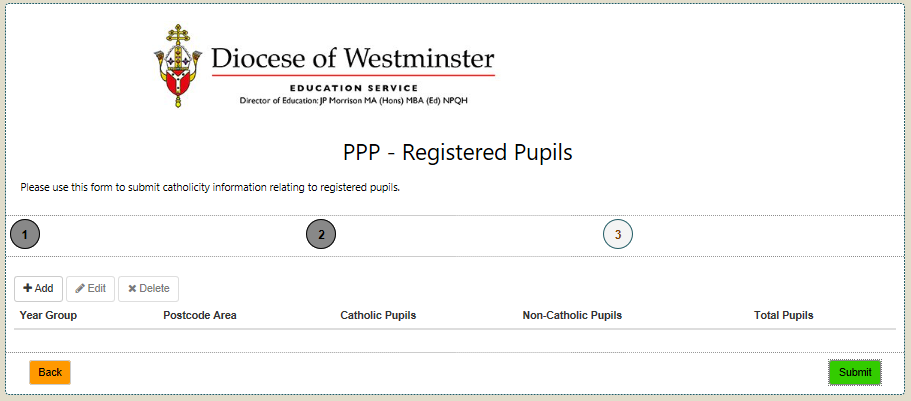 Diocese of Westminster
EDUCATION SERVICE
Director of Education: JP Morrison MA (Hons) MBA (Ed) NPQH
PPP - Registered Pupils
Please use this form to submit catholicity information relating to registered pupils.
1 2 3
Add Edit Delete
Year Group Postcode Area Catholic Pupils Non-Catholic Pupils Total Pupils
Back Submit